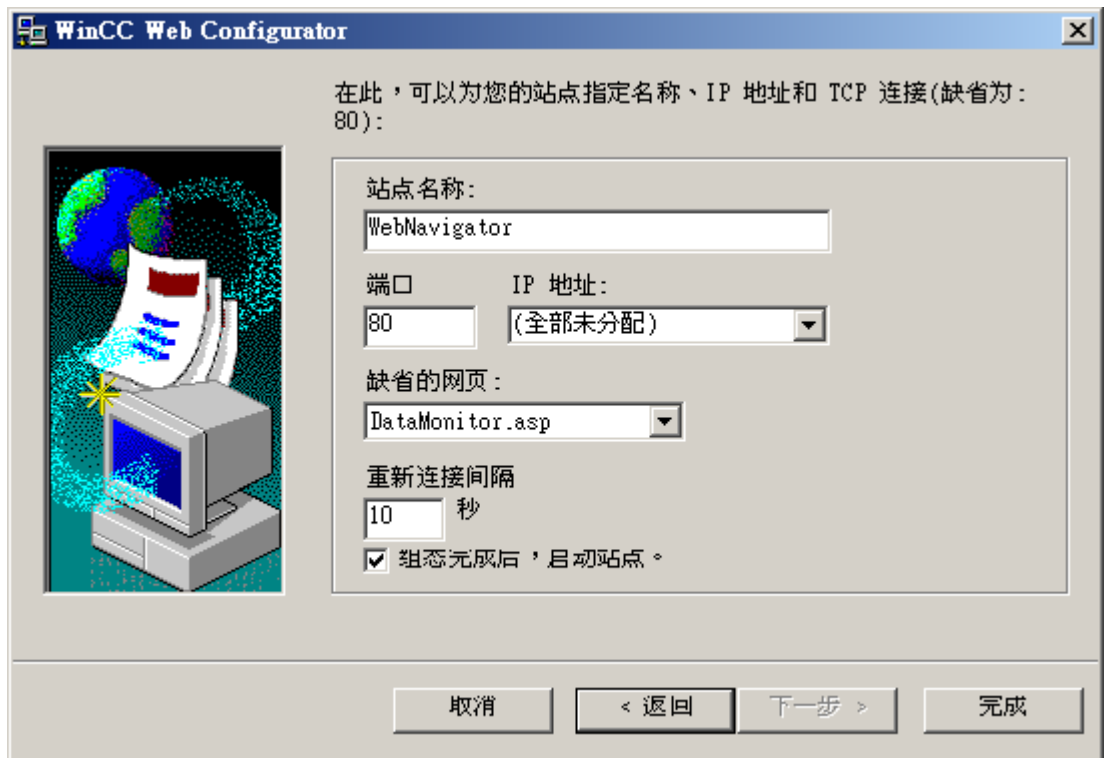 WinCC Web Configurator
在此，可以为您的站点指定名称、IP 地址和 TCP 连接(缺省为:
80):
站点名称:
WebNavigator
端口
IP 地址:
80
(全部未分配)
缺省的网页:
DataMonitor.asp
重新连接间隔
10
秒
组态完成后，启动站点。
取消
< 返回
下一步 >
完成